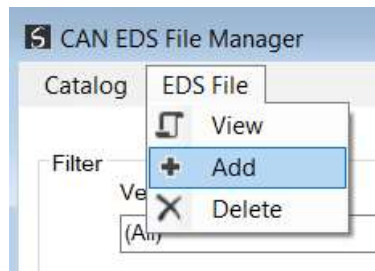 CAN EDS File Manager
Catalog EDS File
View
Filter
Add
Delete
(All)